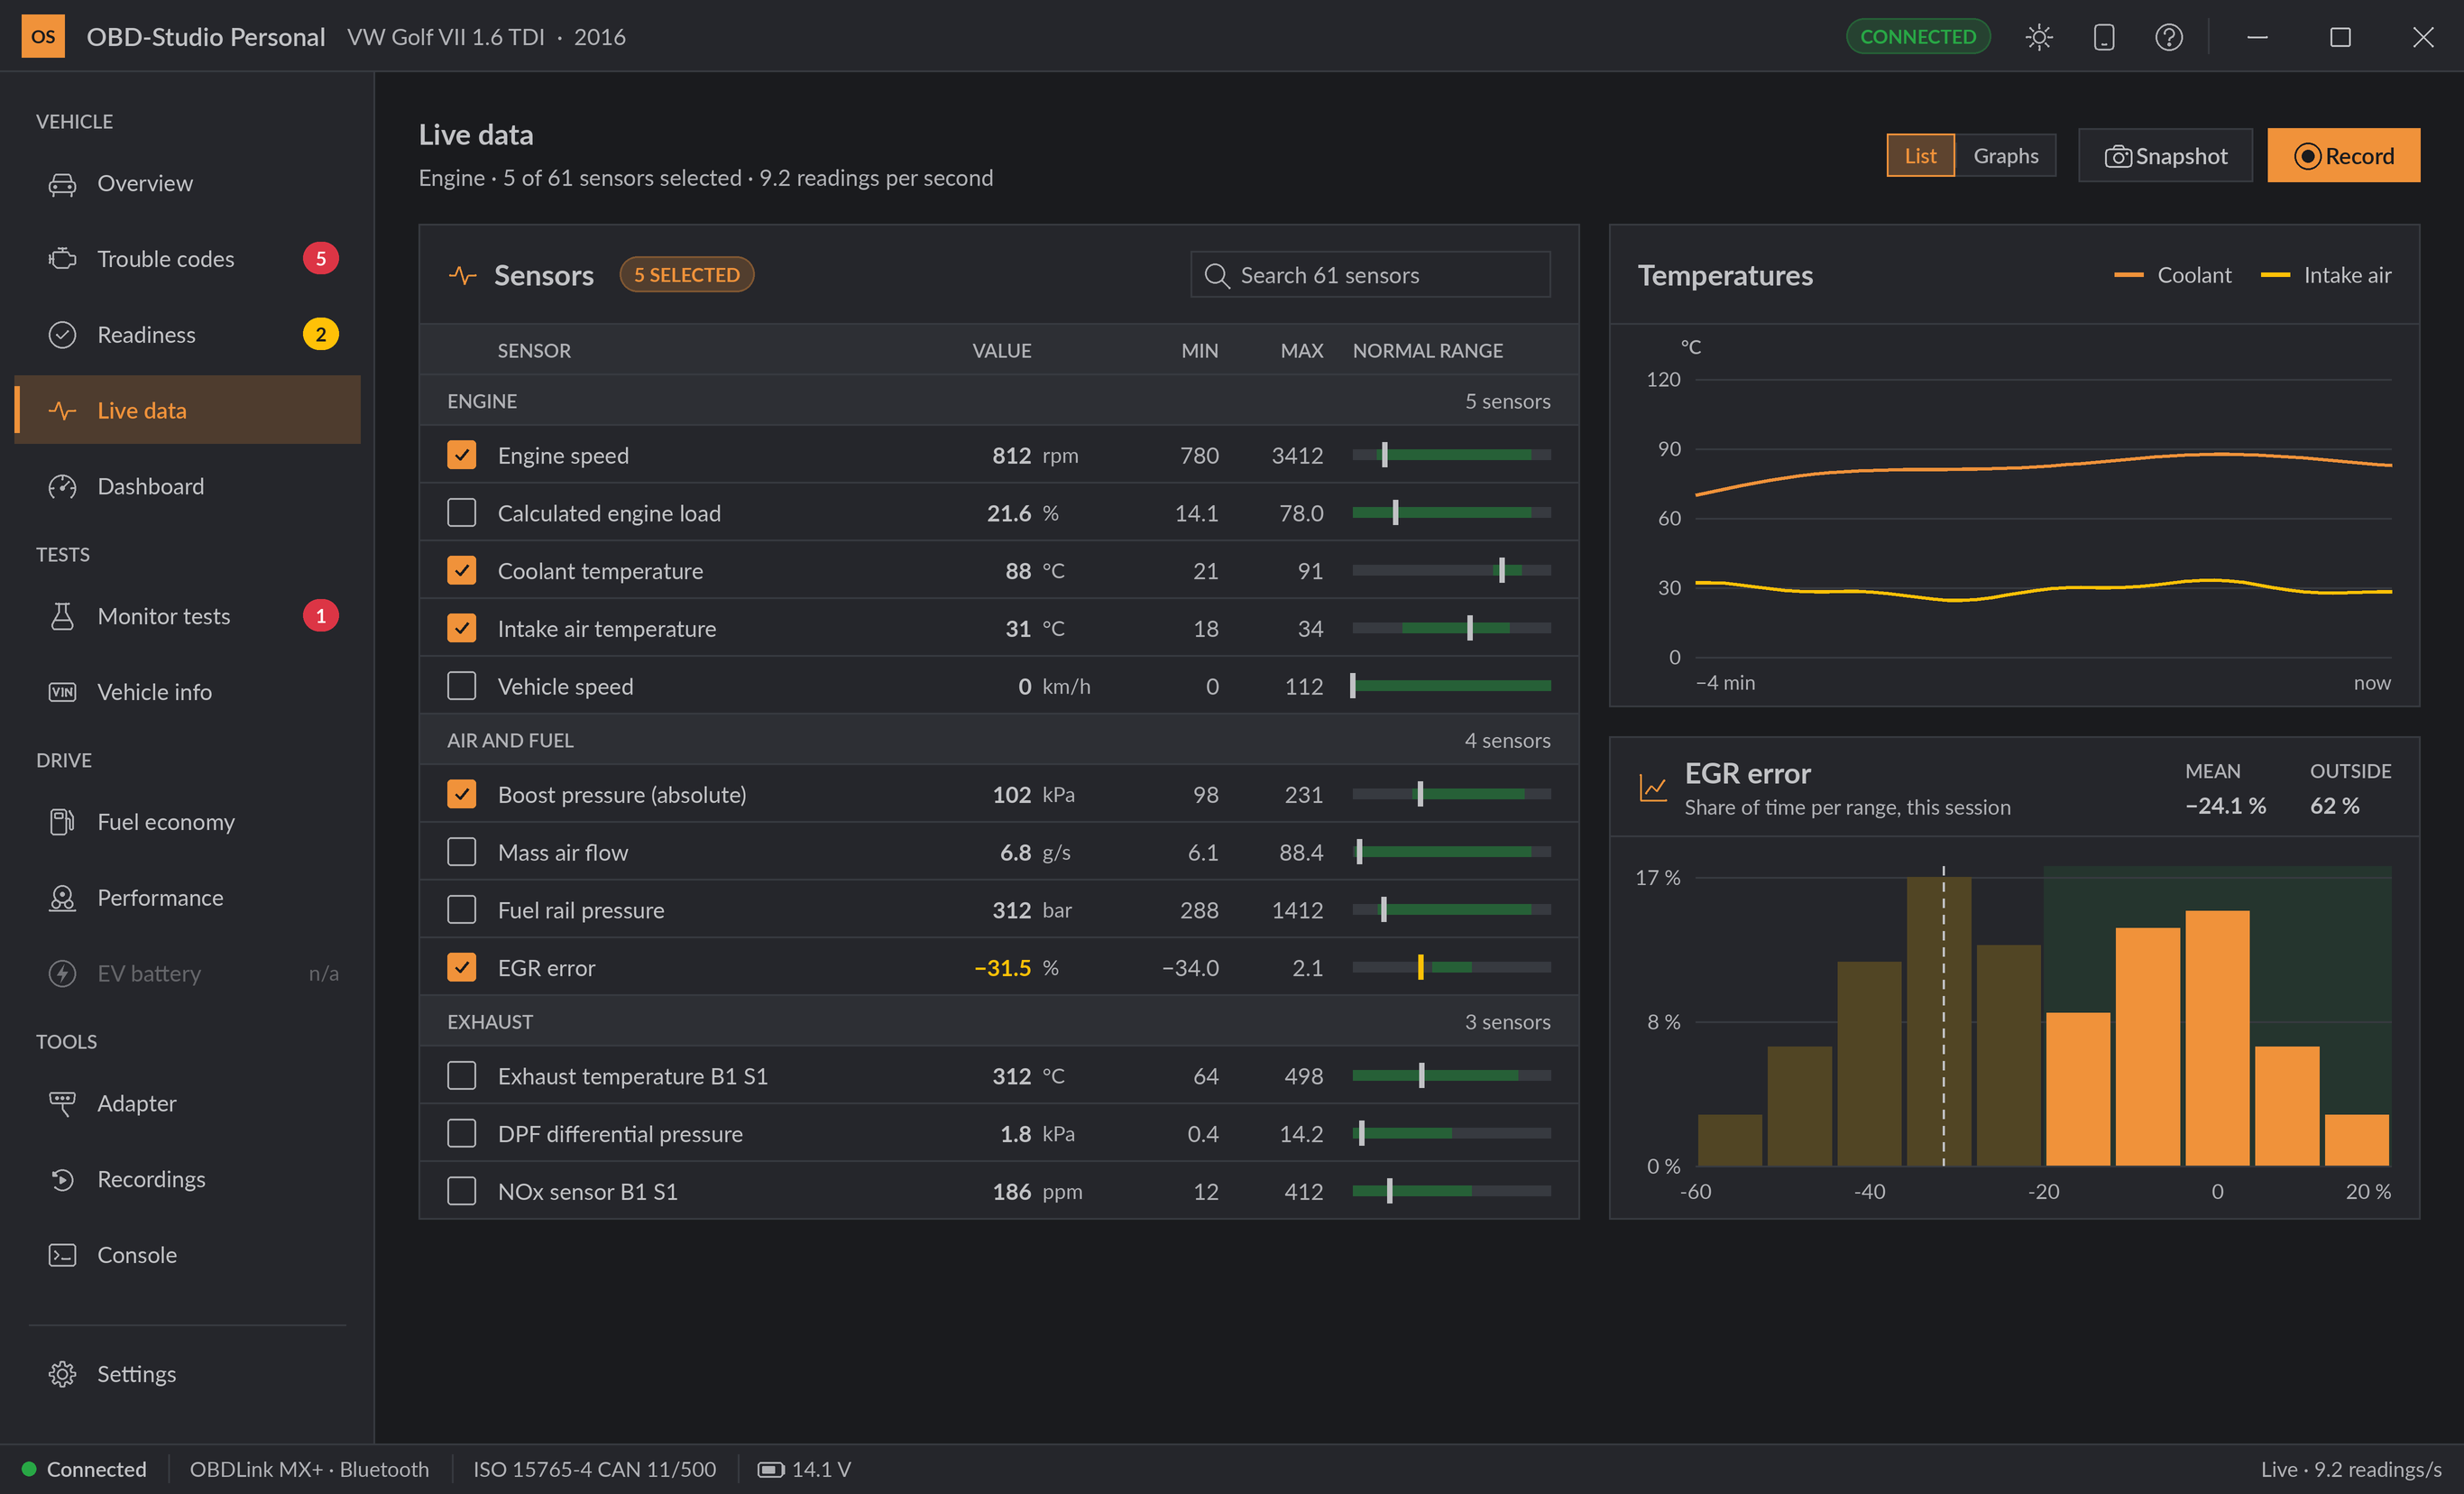 OS OBD-Studio Personal VW Golf VII 1.6 TDI · 2016 CONNECTED
VEHICLE
Overview
Trouble codes 5
Readiness 2
Live data
Dashboard
TESTS
Monitor tests 1
VIN Vehicle info
DRIVE
Fuel economy
Performance
EV battery n/a
TOOLS
Adapter
Recordings
Console
Settings
Live data
Engine · 5 of 61 sensors selected · 9.2 readings per second
List Graphs Snapshot Record
Sensors 5 SELECTED Search 61 sensors
SENSOR VALUE MIN MAX NORMAL RANGE
ENGINE 5 sensors
Engine speed 812 rpm 780 3412
Calculated engine load 21.6 % 14.1 78.0
Coolant temperature 88 °C 21 91
Intake air temperature 31 °C 18 34
Vehicle speed 0 km/h 0 112
AIR AND FUEL 4 sensors
Boost pressure (absolute) 102 kPa 98 231
Mass air flow 6.8 g/s 6.1 88.4
Fuel rail pressure 312 bar 288 1412
EGR error −31.5 % −34.0 2.1
EXHAUST 3 sensors
Exhaust temperature B1 S1 312 °C 64 498
DPF differential pressure 1.8 kPa 0.4 14.2
NOx sensor B1 S1 186 ppm 12 412
Temperatures Coolant Intake air
°C
120
90
60
30
0
−4 min now
EGR error
Share of time per range, this session
MEAN OUTSIDE
−24.1 % 62 %
17 %
8 %
0 %
-60 -40 -20 0 20 %
Connected OBDLink MX+ · Bluetooth ISO 15765-4 CAN 11/500 14.1 V Live · 9.2 readings/s